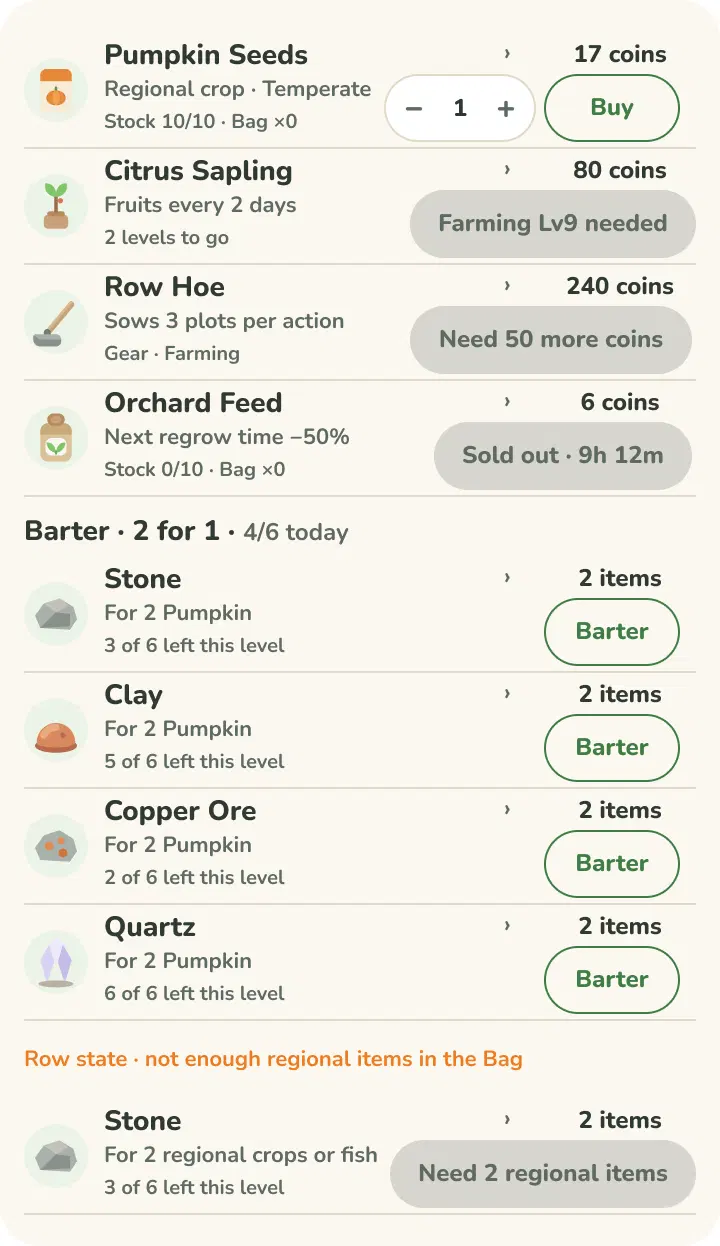 Pumpkin Seeds › 17 coins
Regional crop · Temperate − 1 + Buy
Stock 10/10 · Bag ×0
Citrus Sapling › 80 coins
Fruits every 2 days Farming Lv9 needed
2 levels to go
Row Hoe › 240 coins
Sows 3 plots per action Need 50 more coins
Gear · Farming
Orchard Feed › 6 coins
Next regrow time −50% Sold out · 9h 12m
Stock 0/10 · Bag ×0
Barter · 2 for 1 · 4/6 today
Stone › 2 items
For 2 Pumpkin Barter
3 of 6 left this level
Clay › 2 items
For 2 Pumpkin Barter
5 of 6 left this level
Copper Ore › 2 items
For 2 Pumpkin Barter
2 of 6 left this level
Quartz › 2 items
For 2 Pumpkin Barter
6 of 6 left this level
Row state · not enough regional items in the Bag
Stone › 2 items
For 2 regional crops or fish Need 2 regional items
3 of 6 left this level